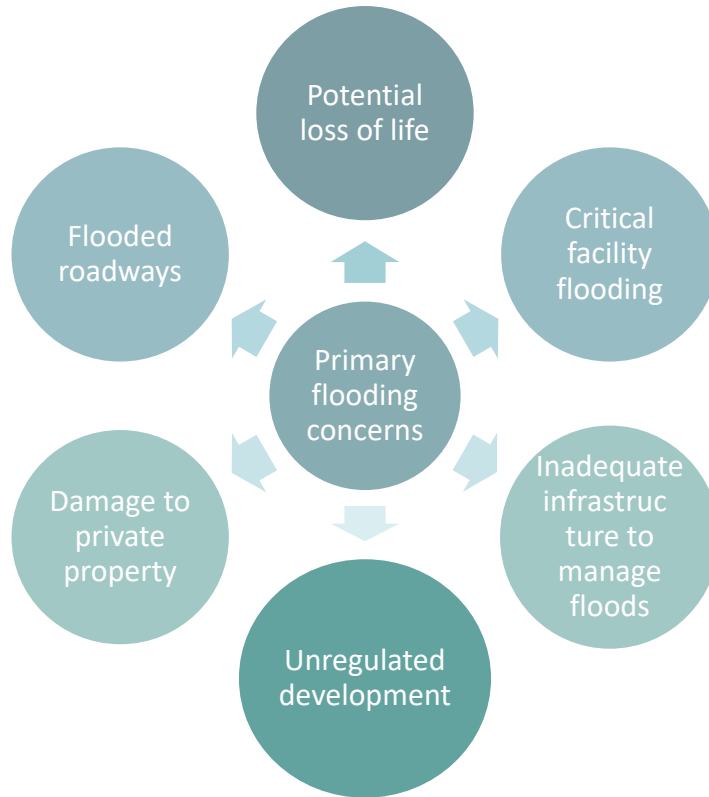 Potential
loss of life
Flooded
roadways
Critical
facility
flooding
Primary
flooding
concerns
Damage to
private
property
Inadequate
infrastruc
ture to
manage
floods
Unregulated
development